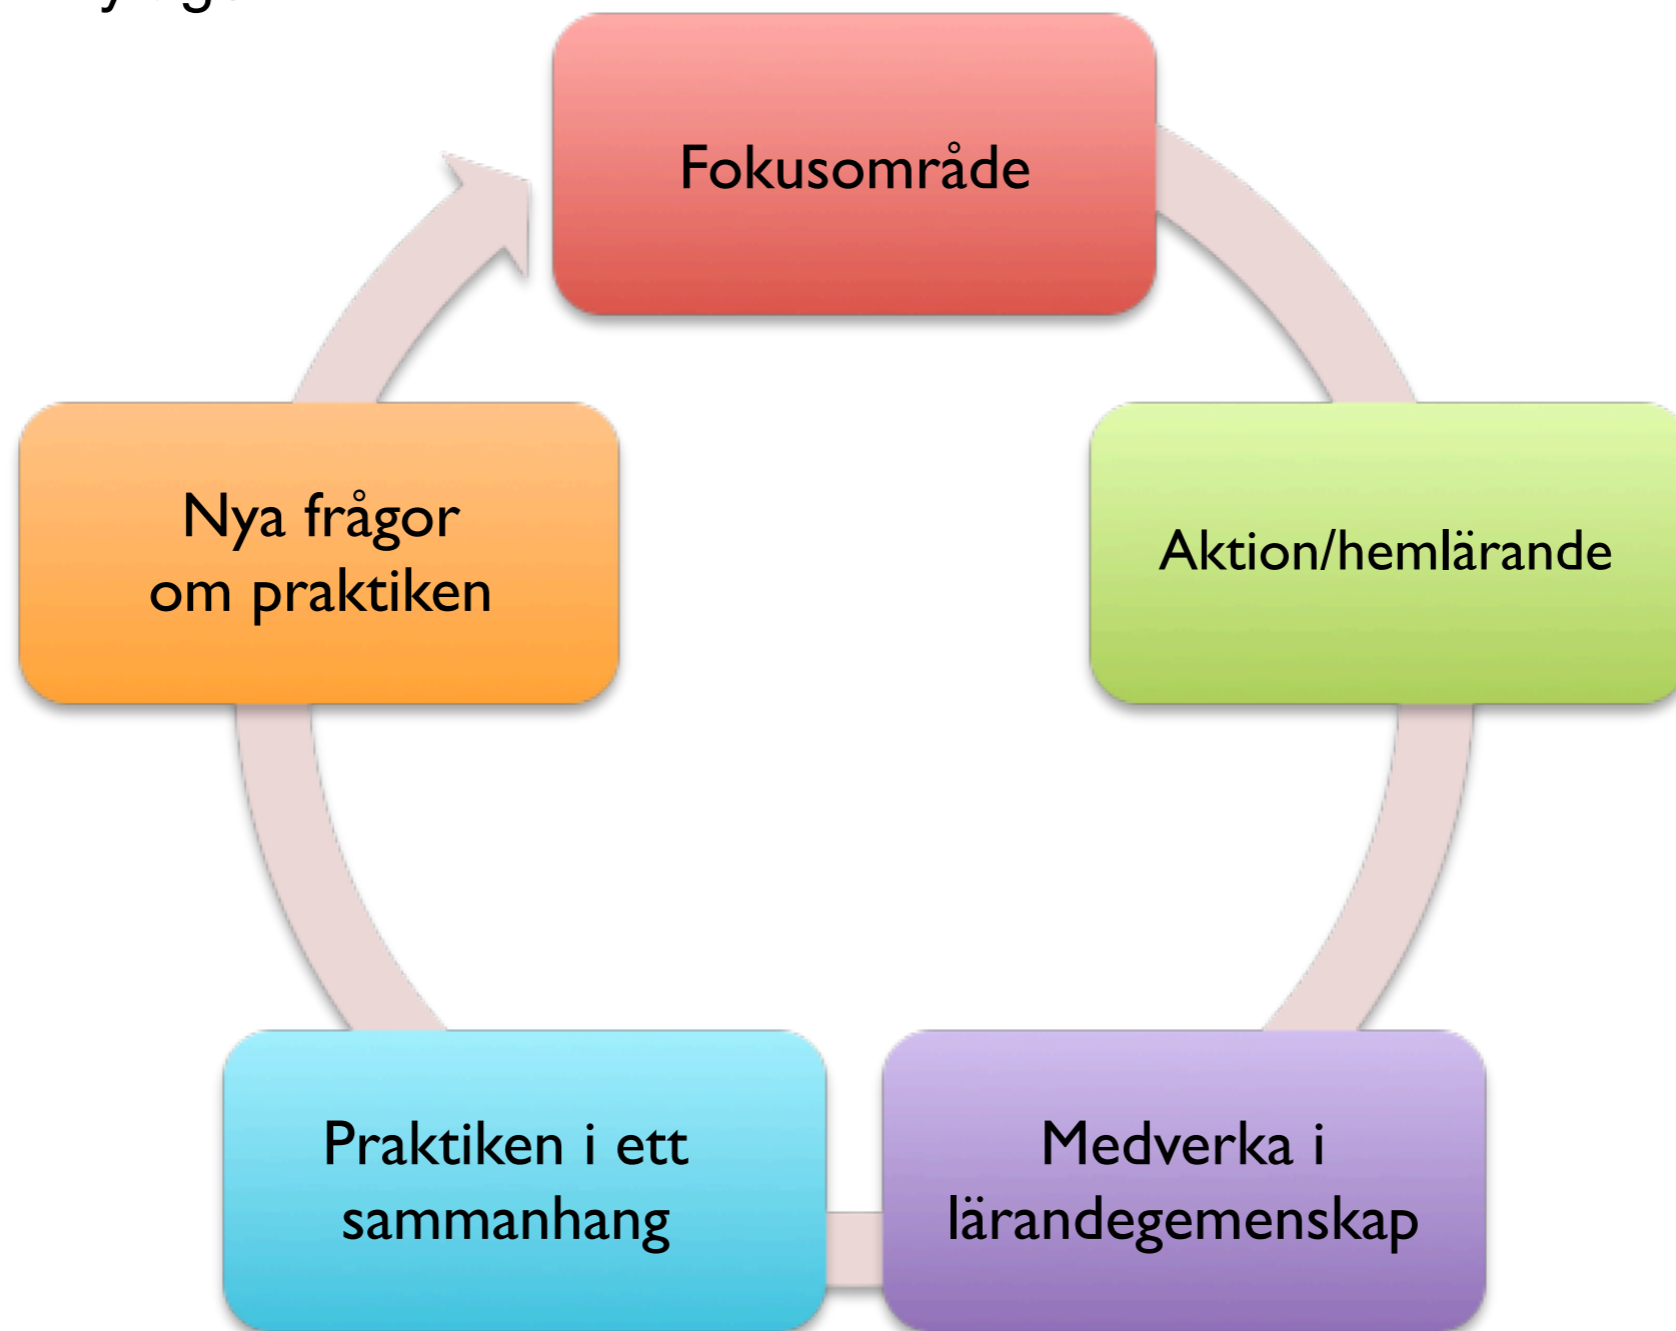 Fokusområde
Aktion/hemlärande
Medverka i
lärandegemenskap
Praktiken i ett
sammanhang
Nya frågor
om praktiken